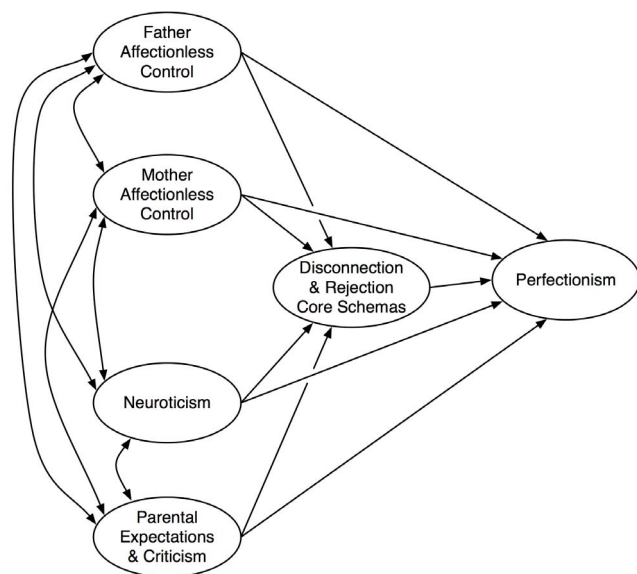 Father
Affectionless
Control
Mother
Affectionless
Control
Disconnection
& Rejection
Core Schemas
Perfectionism
Neuroticism
Parental
Expectations
& Criticism